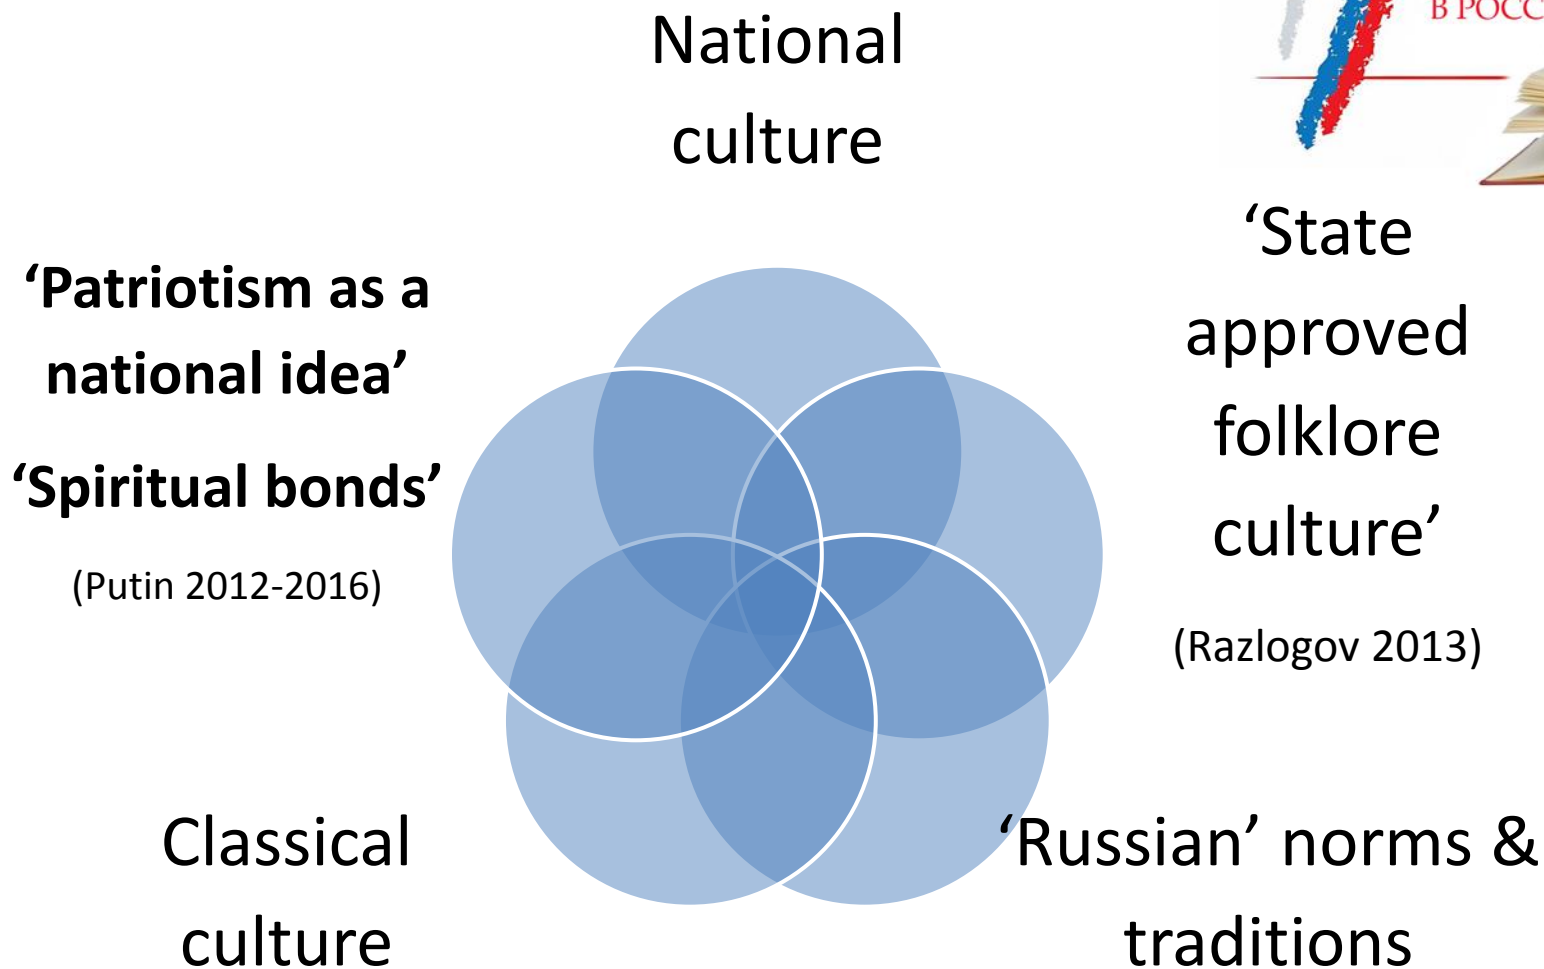 National
culture
В РОСС
‘State
approved
folklore
culture’
(Razlogov 2013)
‘Patriotism as a
national idea’
‘Spiritual bonds’
(Putin 2012-2016)
Classical
culture
‘Russian’ norms &
traditions